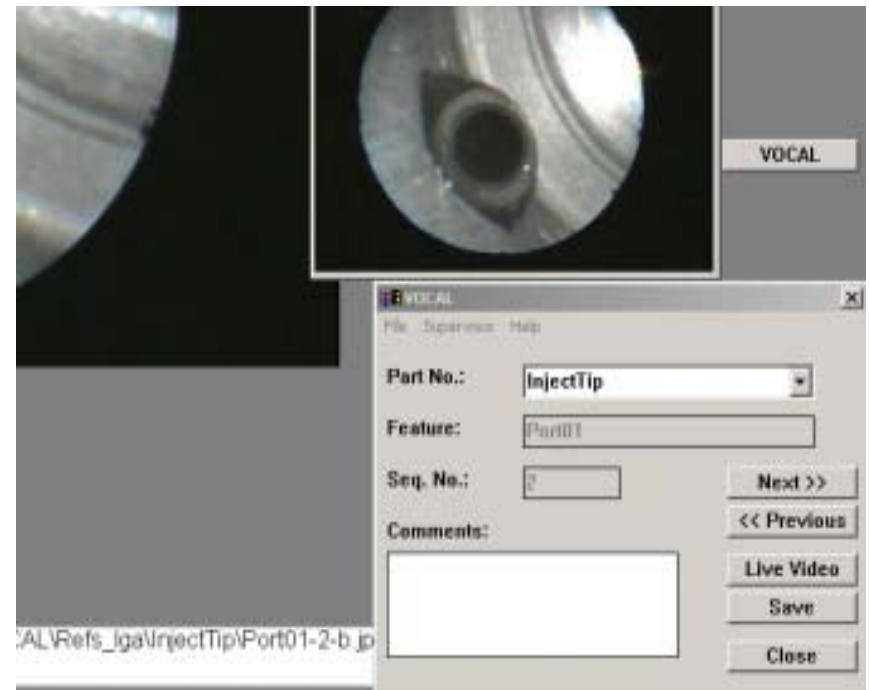 VOCAL
VOCAL
File Supervisor Help
Part No.: InjectTip
Feature: Port01
Seq. No.: 2
Next >>
<< Previous
Comments:
Live Video
Save
Close
CAL\Refs_lga\InjectTip\Port01-2-b.jp